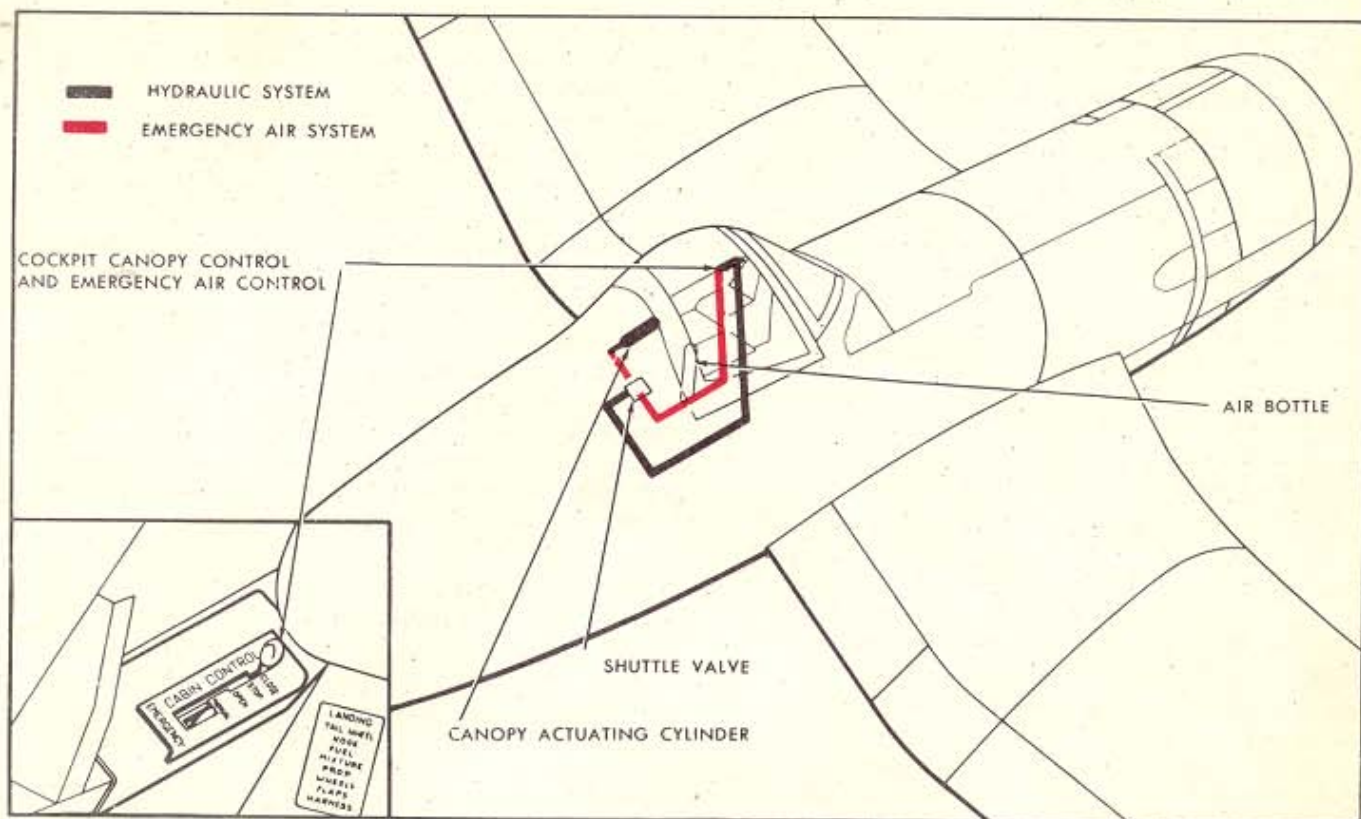 HYDRAULIC SYSTEM
EMERGENCY AIR SYSTEM
COCKPIT CANOPY CONTROL
AND EMERGENCY AIR CONTROL
AIR BOTTLE
SHUTTLE VALVE
CANOPY ACTUATING CYLINDER
CABIN CONTROL
CLOSE
STOP
OPEN
EMERGENCY
LANDING
TAIL WHEEL
HOOK
FUEL
MIXTURE
PROP
WHEELS
FLAPS
HARNESS